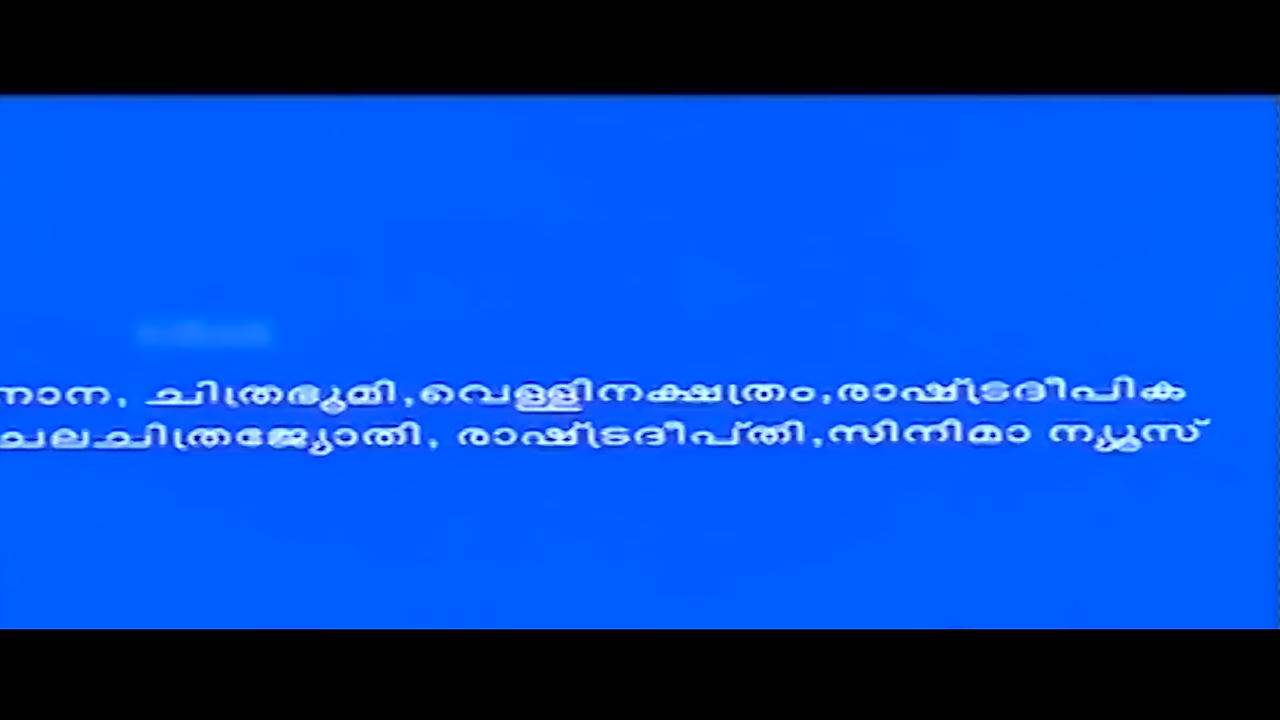 നാന, ചിത്രഭൂമി,വെള്ളിനക്ഷത്രം,രാഷ്ട്രദീപിക
ചലചിത്രജ്യോതി, രാഷ്ട്രദീപ്തി,സിനിമാ ന്യൂസ്